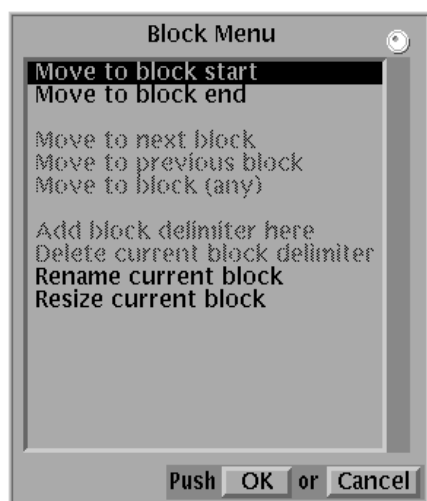 Block Menu
Move to block start
Move to block end
Move to next block
Move to previous block
Move to block (any)
Add block delimiter here
Delete current block delimiter
Rename current block
Resize current block
Push OK or Cancel